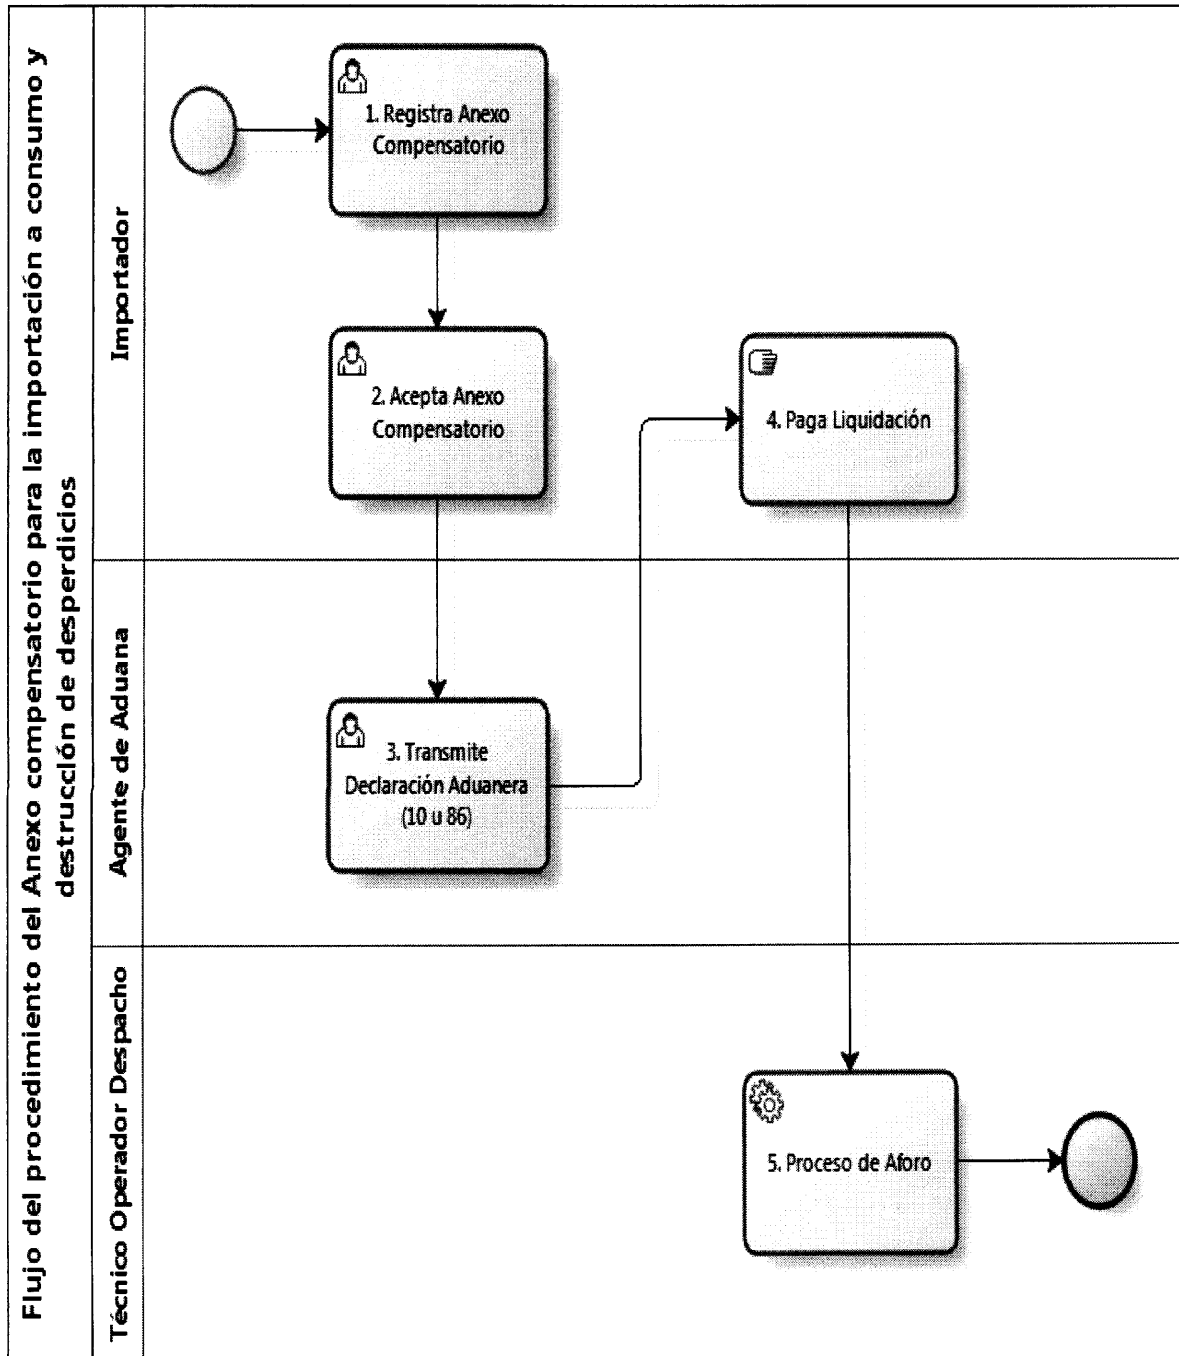 Flujo del procedimiento del Anexo compensatorio para la importación a consumo y
destrucción de desperdicios
Importador
1. Registra Anexo
Compensatorio
2. Acepta Anexo
Compensatorio
4. Paga Liquidación
Agente de Aduana
3. Transmite
Declaración Aduanera
(10 u 86)
Técnico Operador Despacho
5. Proceso de Aforo